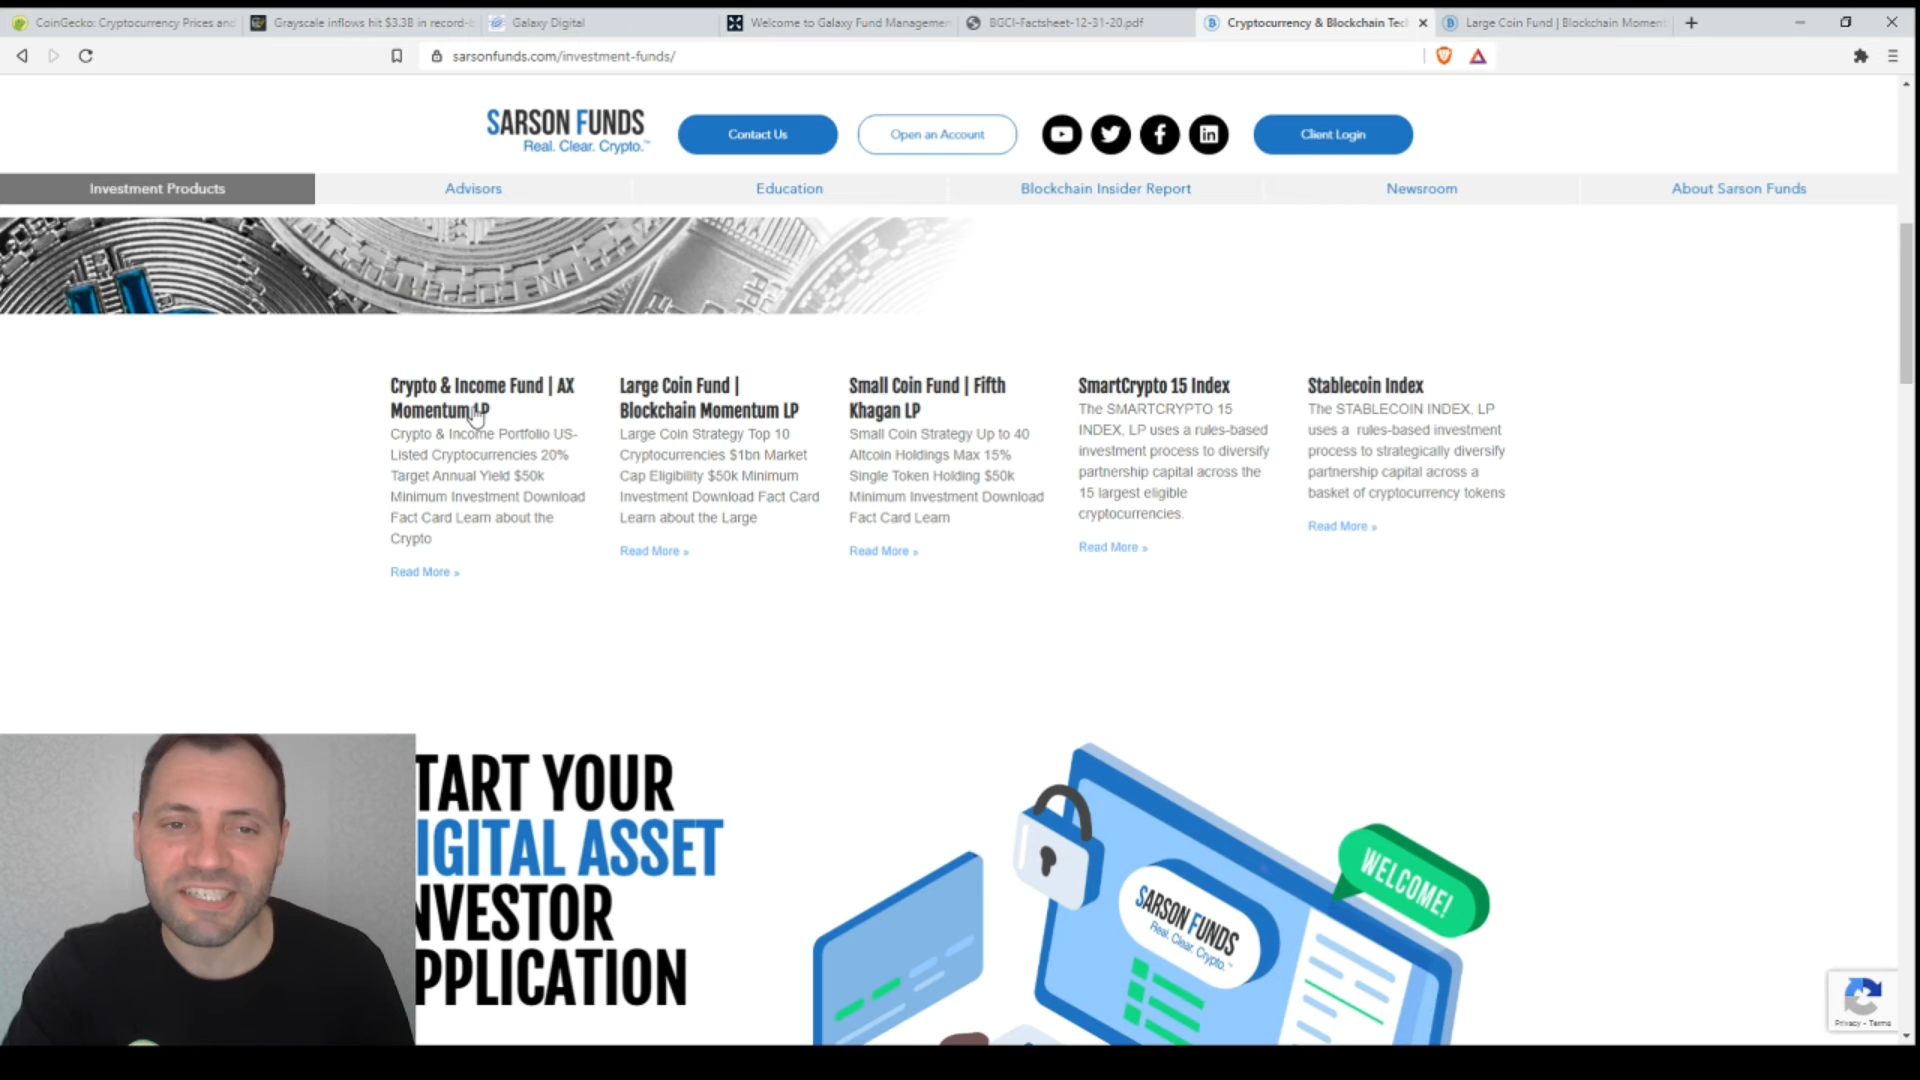 CoinGecko: Cryptocurrency Prices and
Grayscale inflows hit $3.3B in record-
Galaxy Digital
Welcome to Galaxy Fund Managemen
BGCI-Factsheet-12-31-20.pdf
Cryptocurrency & Blockchain Tec
Large Coin Fund | Blockchain Moment
sarsonfunds.com/investment-funds/
SARSON FUNDS
Real. Clear. Crypto.™
Contact Us
Open an Account
Client Login
Investment Products
Advisors
Education
Blockchain Insider Report
Newsroom
About Sarson Funds
Crypto & Income Fund | AX
Momentum LP
Crypto & Income Portfolio US-
Listed Cryptocurrencies 20%
Target Annual Yield $50k
Minimum Investment Download
Fact Card Learn about the
Crypto
Read More »
Large Coin Fund |
Blockchain Momentum LP
Large Coin Strategy Top 10
Cryptocurrencies $1bn Market
Cap Eligibility $50k Minimum
Investment Download Fact Card
Learn about the Large
Read More »
Small Coin Fund | Fifth
Khagan LP
Small Coin Strategy Up to 40
Altcoin Holdings Max 15%
Single Token Holding $50k
Minimum Investment Download
Fact Card Learn
Read More »
SmartCrypto 15 Index
The SMARTCRYPTO 15
INDEX, LP uses a rules-based
investment process to diversify
partnership capital across the
15 largest eligible
cryptocurrencies.
Read More »
Stablecoin Index
The STABLECOIN INDEX, LP
uses a rules-based investment
process to strategically diversify
partnership capital across a
basket of cryptocurrency tokens
Read More »
TART YOUR
IGITAL ASSET
NVESTOR
PPLICATION
SARSON FUNDS
Real. Clear. Crypto.™
WELCOME!
Privacy - Terms